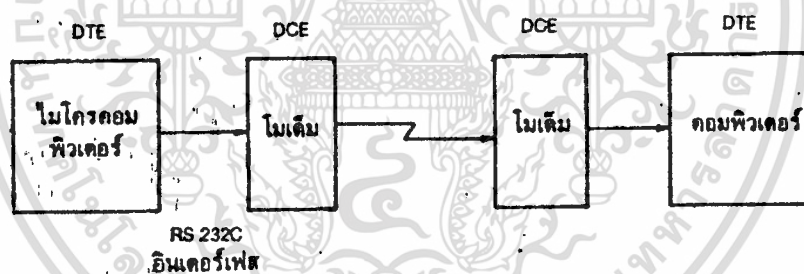 DTE
DCE
DCE
DTE
ไมโครคอม
พิวเตอร์
โมเด็ม
โมเด็ม
คอมพิวเตอร์
RS 232C
อินเตอร์เฟส